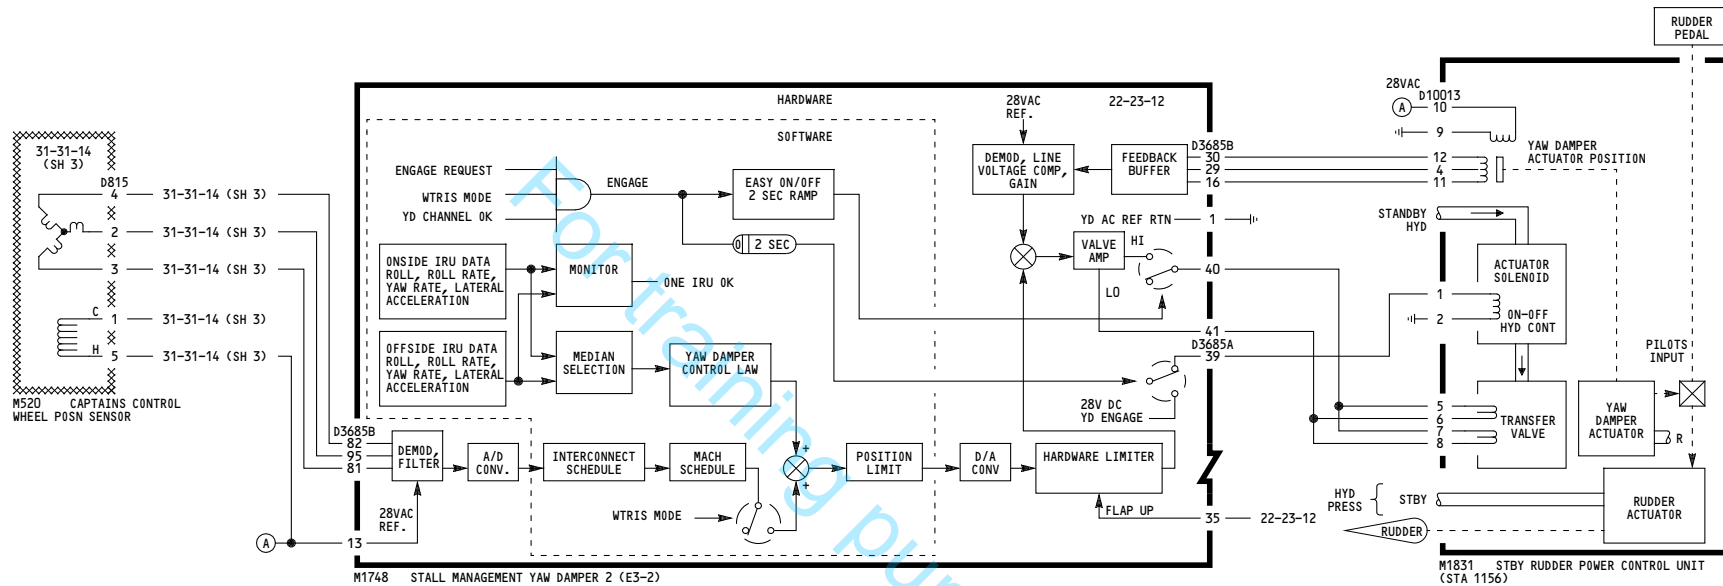 RUDDER
PEDAL
31-31-14
(SH 3)
D815
4
2
3
C
1
H
5
31-31-14 (SH 3)
31-31-14 (SH 3)
31-31-14 (SH 3)
31-31-14 (SH 3)
31-31-14 (SH 3)
M520
CAPTAINS CONTROL
WHEEL POSN SENSOR
HARDWARE
SOFTWARE
ENGAGE REQUEST
WTRIS MODE
YD CHANNEL OK
ENGAGE
EASY ON/OFF
2 SEC RAMP
0
2 SEC
ONSIDE IRU DATA
ROLL, ROLL RATE,
YAW RATE, LATERAL
ACCELERATION
MONITOR
ONE IRU OK
OFFSIDE IRU DATA
ROLL, ROLL RATE,
YAW RATE, LATERAL
ACCELERATION
MEDIAN
SELECTION
YAW DAMPER
CONTROL LAW
D3685B
82
95
81
DEMOD,
FILTER
A/D
CONV.
INTERCONNECT
SCHEDULE
MACH
SCHEDULE
+
+
POSITION
LIMIT
D/A
CONV
HARDWARE LIMITER
28VAC
REF.
WTRIS MODE
FLAP UP
35
22-23-12
A
13
M1748
STALL MANAGEMENT YAW DAMPER 2 (E3-2)
28VAC
REF.
22-23-12
DEMOD, LINE
VOLTAGE COMP,
GAIN
FEEDBACK
BUFFER
D3685B
30
29
16
YD AC REF RTN
1
VALVE
AMP
HI
LO
40
41
D3685A
39
28V DC
YD ENGAGE
28VAC
D10013
A
10
9
12
4
11
YAW DAMPER
ACTUATOR POSITION
STANDBY
HYD
ACTUATOR
SOLENOID
ON-OFF
HYD CONT
1
2
PILOTS
INPUT
5
6
7
8
TRANSFER
VALVE
YAW
DAMPER
ACTUATOR
R
HYD
PRESS
STBY
RUDDER
RUDDER
ACTUATOR
M1831
STBY RUDDER POWER CONTROL UNIT
(STA 1156)
For training pur